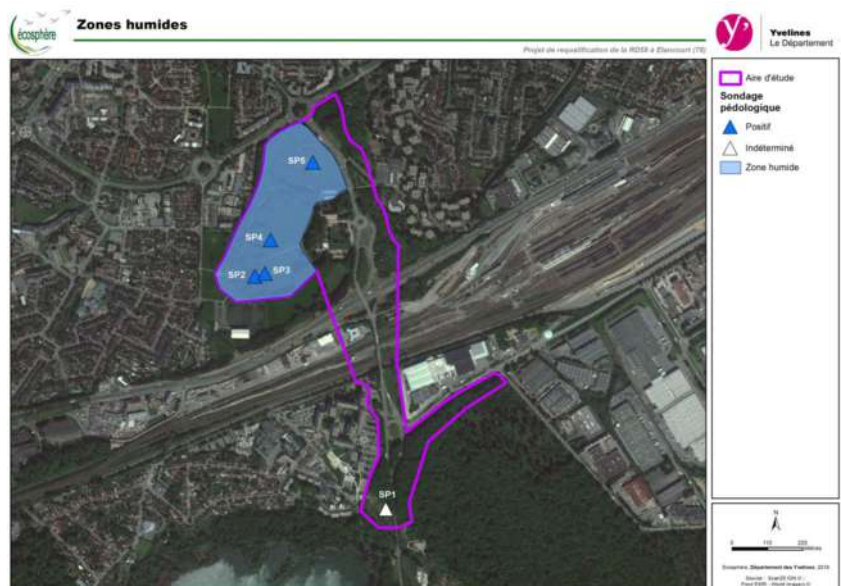 écosphère
Zones humides
Projet de requalification de la RD58 à Elancourt (78)
Yvelines
Le Département
Aire d'étude
Sondage
pédologique
Positif
Indéterminé
Zone humide
SP5
SP4
SP2
SP3
SP1
N
0 110 220
Ecosphère, Département des Yvelines, 2018